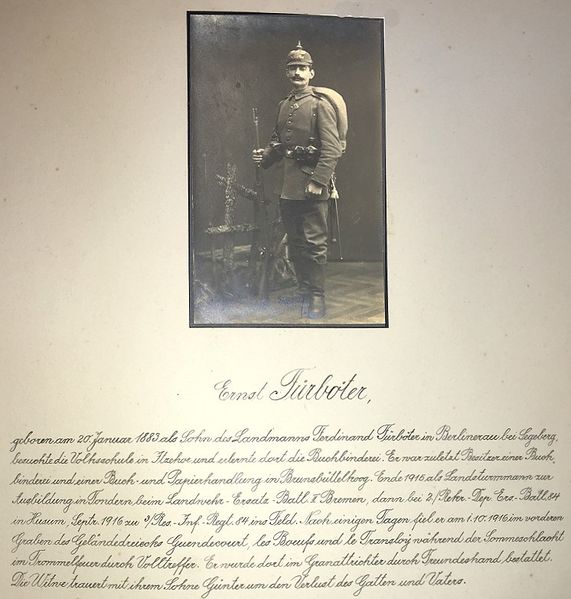 Ernst Fürböter,
geboren am 20. Januar 1883 als Sohn des Landmanns Ferdinand Fürböter in Berlinerau bei Segeberg,
besuchte die Volksschule in Itzehoe und erlernte dort die Buchbinderei. Er war zuletzt Besitzer einer Buch
binderei und einer Buch- und Papierhandlung in Brunsbüttelkoog. Ende 1916 als Landsturmmann zur
Ausbildung in Tondern, beim Landwehr-Ersatz-Batl. X Bremen, dann bei 2/Rekr.-Dep. Ers-Batl. 84
in Husum, Septr. 1916 zu 9/Res-Inf.-Regt. 84 ins Feld. Nach einigen Tagen fiel er am 1.10.1916 im vorderen
Graben des Geländedreiecks Gueudecourt, les Boeufs und le Transloy während der Sommeschlacht
im Trommelfeuer durch Volltreffer. Er wurde dort im Granattrichter durch Freundeshand bestattet.
Die Witwe trauert mit ihrem Sohne Günter um den Verlust des Gatten und Vaters.